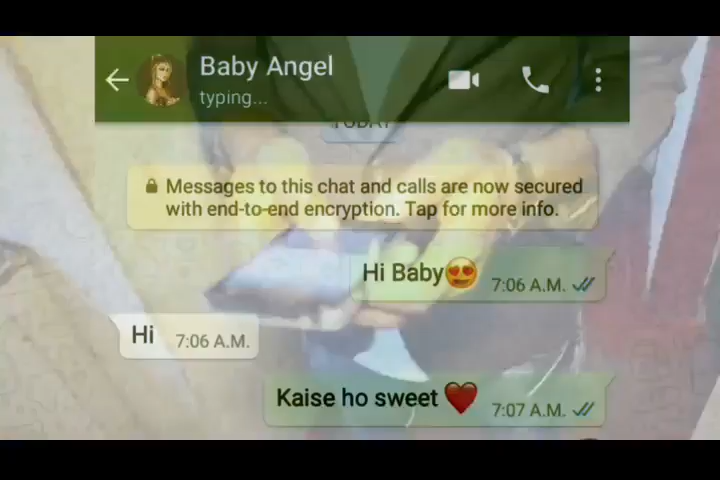 Baby Angel
typing...
TODAY
Messages to this chat and calls are now secured
with end-to-end encryption. Tap for more info.
Hi Baby😍 7:06 A.M.
Hi 7:06 A.M.
Kaise ho sweet ❤️ 7:07 A.M.